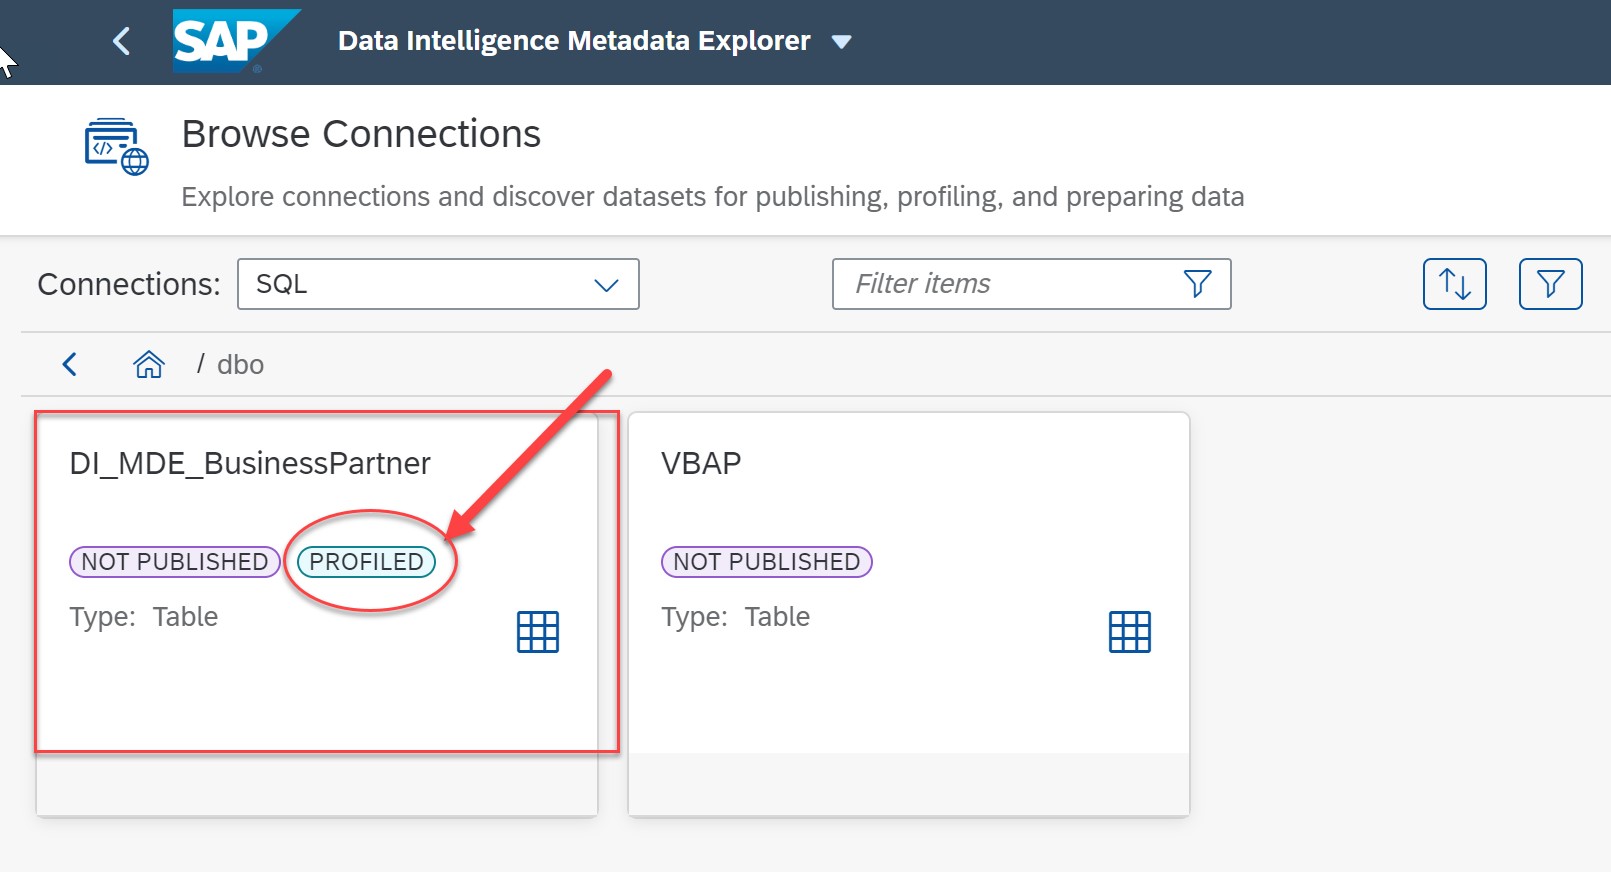 SAP ®
Data Intelligence Metadata Explorer
Browse Connections
</>
Explore connections and discover datasets for publishing, profiling, and preparing data
Connections: SQL Filter items
/ dbo
DI_MDE_BusinessPartner
NOT PUBLISHED PROFILED
Type: Table
VBAP
NOT PUBLISHED
Type: Table